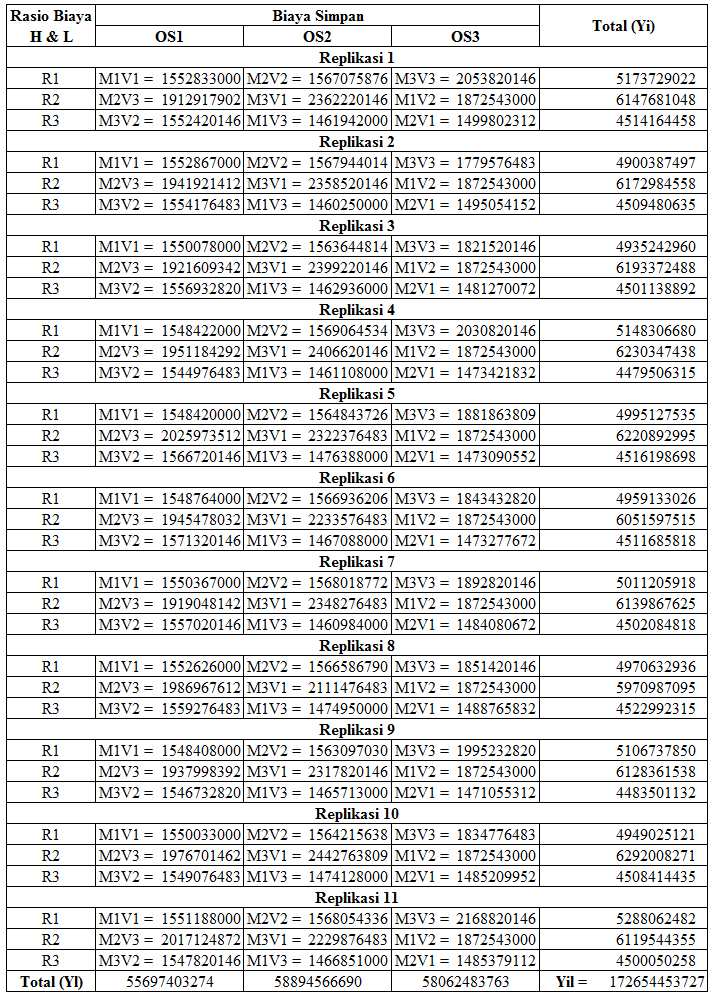 Rasio Biaya H & L Biaya Simpan Total (Yi)
OS1 OS2 OS3
Replikasi 1
R1 M1V1 = 1552833000 M2V2 = 1567075876 M3V3 = 2053820146 5173729022
R2 M2V3 = 1912917902 M3V1 = 2362220146 M1V2 = 1872543000 6147681048
R3 M3V2 = 1552420146 M1V3 = 1461942000 M2V1 = 1499802312 4514164458
Replikasi 2
R1 M1V1 = 1552867000 M2V2 = 1567944014 M3V3 = 1779576483 4900387497
R2 M2V3 = 1941921412 M3V1 = 2358520146 M1V2 = 1872543000 6172984558
R3 M3V2 = 1554176483 M1V3 = 1460250000 M2V1 = 1495054152 4509480635
Replikasi 3
R1 M1V1 = 1550078000 M2V2 = 1563644814 M3V3 = 1821520146 4935242960
R2 M2V3 = 1921609342 M3V1 = 2399220146 M1V2 = 1872543000 6193372488
R3 M3V2 = 1556932820 M1V3 = 1462936000 M2V1 = 1481270072 4501138892
Replikasi 4
R1 M1V1 = 1548422000 M2V2 = 1569064534 M3V3 = 2030820146 5148306680
R2 M2V3 = 1951184292 M3V1 = 2406620146 M1V2 = 1872543000 6230347438
R3 M3V2 = 1544976483 M1V3 = 1461108000 M2V1 = 1473421832 4479506315
Replikasi 5
R1 M1V1 = 1548420000 M2V2 = 1564843726 M3V3 = 1881863809 4995127535
R2 M2V3 = 2025973512 M3V1 = 2322376483 M1V2 = 1872543000 6220892995
R3 M3V2 = 1566720146 M1V3 = 1476388000 M2V1 = 1473090552 4516198698
Replikasi 6
R1 M1V1 = 1548764000 M2V2 = 1566936206 M3V3 = 1843432820 4959133026
R2 M2V3 = 1945478032 M3V1 = 2233576483 M1V2 = 1872543000 6051597515
R3 M3V2 = 1571320146 M1V3 = 1467088000 M2V1 = 1473277672 4511685818
Replikasi 7
R1 M1V1 = 1550367000 M2V2 = 1568018772 M3V3 = 1892820146 5011205918
R2 M2V3 = 1919048142 M3V1 = 2348276483 M1V2 = 1872543000 6139867625
R3 M3V2 = 1557020146 M1V3 = 1460984000 M2V1 = 1484080672 4502084818
Replikasi 8
R1 M1V1 = 1552626000 M2V2 = 1566586790 M3V3 = 1851420146 4970632936
R2 M2V3 = 1986967612 M3V1 = 2111476483 M1V2 = 1872543000 5970987095
R3 M3V2 = 1559276483 M1V3 = 1474950000 M2V1 = 1488765832 4522992315
Replikasi 9
R1 M1V1 = 1548408000 M2V2 = 1563097030 M3V3 = 1995232820 5106737850
R2 M2V3 = 1937998392 M3V1 = 2317820146 M1V2 = 1872543000 6128361538
R3 M3V2 = 1546732820 M1V3 = 1465713000 M2V1 = 1471055312 4483501132
Replikasi 10
R1 M1V1 = 1550033000 M2V2 = 1564215638 M3V3 = 1834776483 4949025121
R2 M2V3 = 1976701462 M3V1 = 2442763809 M1V2 = 1872543000 6292008271
R3 M3V2 = 1549076483 M1V3 = 1474128000 M2V1 = 1485209952 4508414435
Replikasi 11
R1 M1V1 = 1551188000 M2V2 = 1568054336 M3V3 = 2168820146 5288062482
R2 M2V3 = 2017124872 M3V1 = 2229876483 M1V2 = 1872543000 6119544355
R3 M3V2 = 1547820146 M1V3 = 1466851000 M2V1 = 1485379112 4500050258
Total (Yl) 55697403274 58894566690 58062483763 Yil = 172654453727